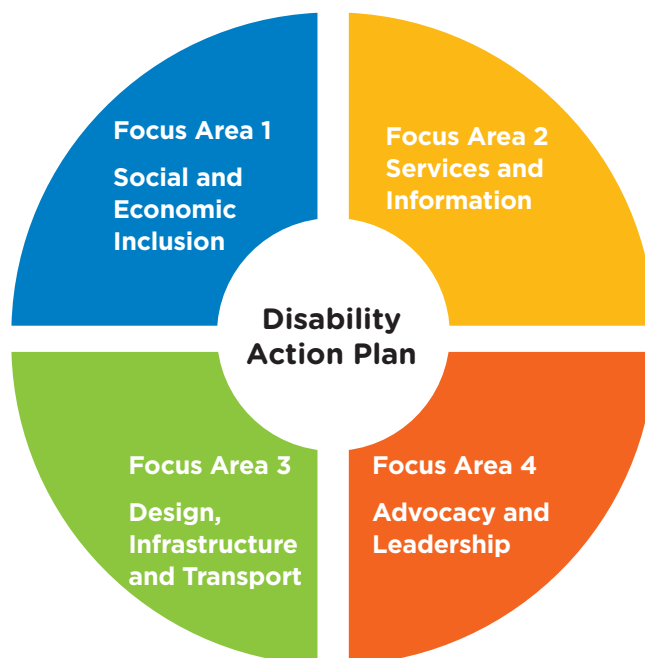 Focus Area 1
Social and
Economic
Inclusion
Focus Area 2
Services and
Information
Disability
Action Plan
Focus Area 3
Design,
Infrastructure
and Transport
Focus Area 4
Advocacy and
Leadership